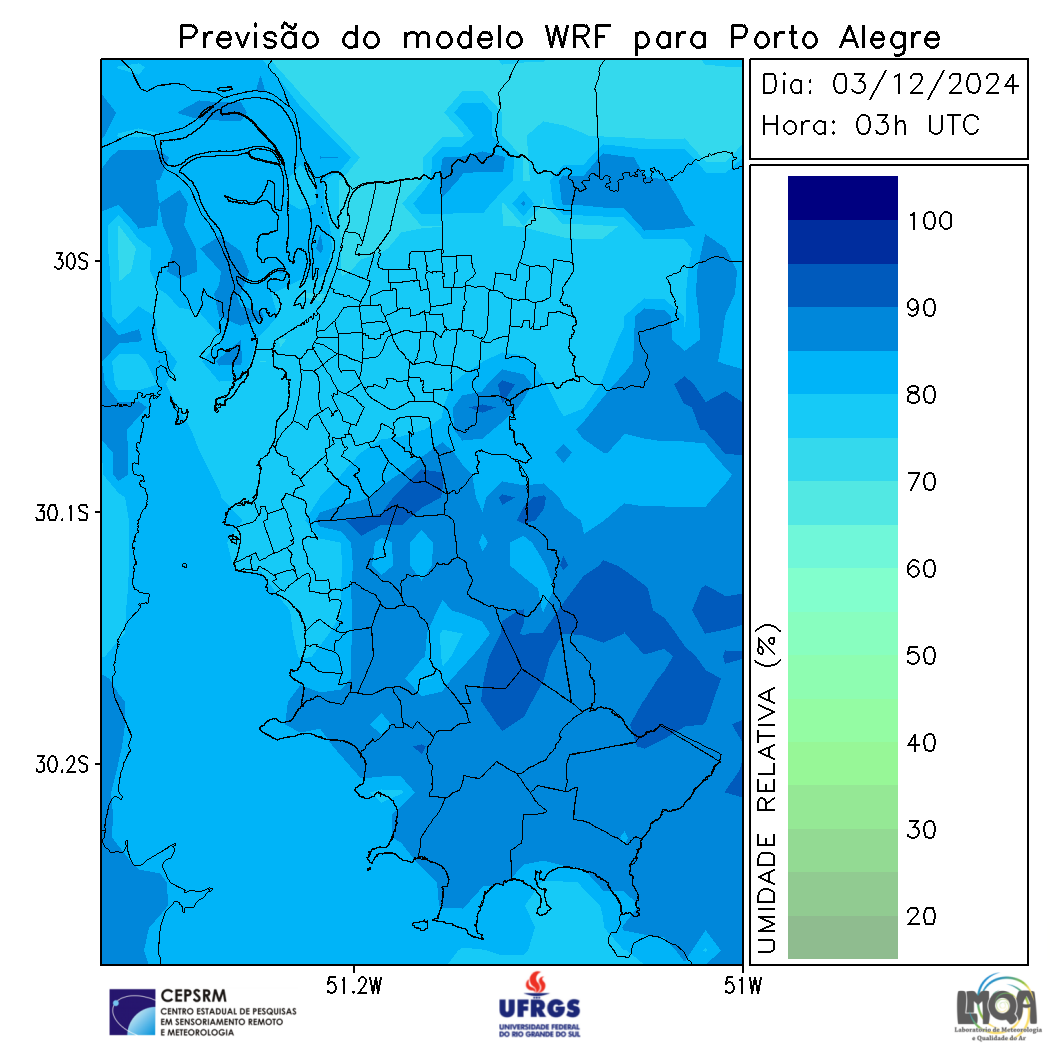 Previsão do modelo WRF para Porto Alegre
Dia: 03/12/2024
Hora: 03h UTC
100
90
80
70
60
50
40
30
20
UMIDADE RELATIVA (%)
30S
30.1S
30.2S
51.2W
51W
CEPSRM
CENTRO ESTADUAL DE PESQUISAS
EM SENSORIAMENTO REMOTO
E METEOROLOGIA
UFRGS
UNIVERSIDADE FEDERAL
DO RIO GRANDE DO SUL
LMQA
Laboratório de Meteorologia
e Qualidade do Ar